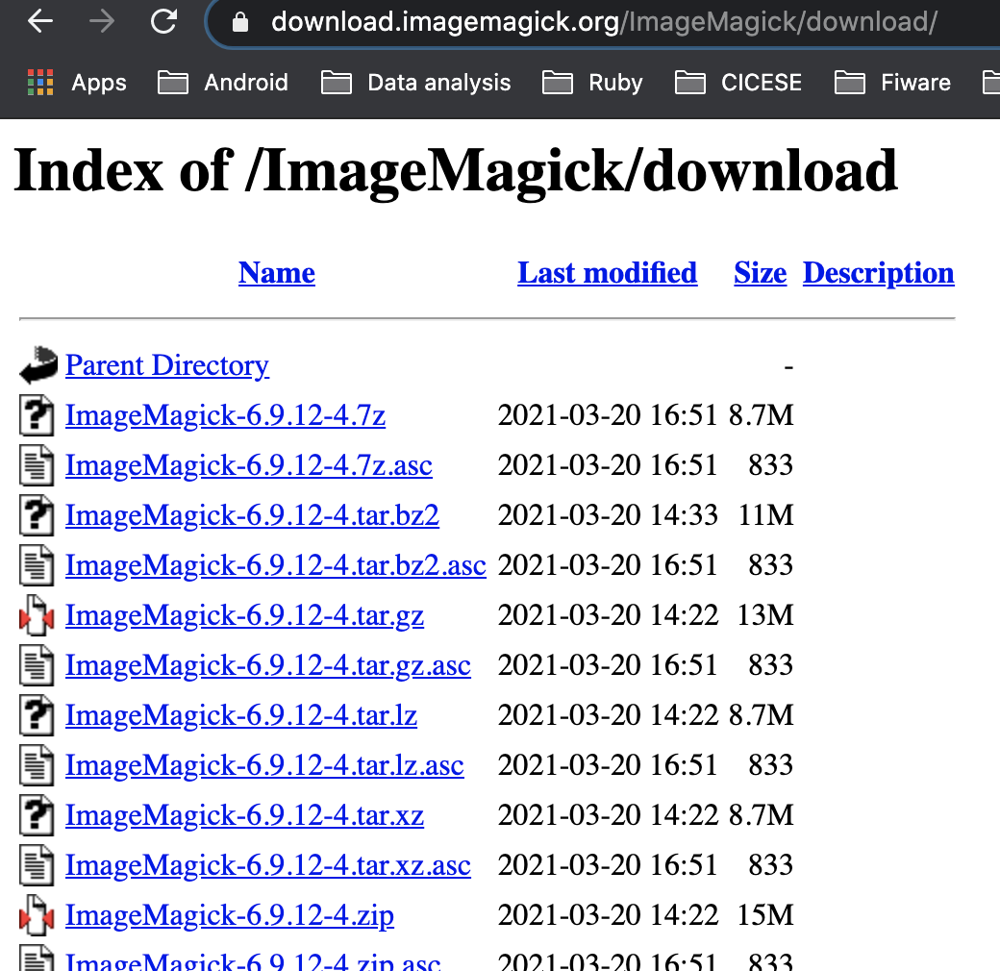 download.imagemagick.org/ImageMagick/download/
Apps Android Data analysis Ruby CICESE Fiware
Index of /ImageMagick/download
Name Last modified Size Description
Parent Directory -
ImageMagick-6.9.12-4.7z 2021-03-20 16:51 8.7M
ImageMagick-6.9.12-4.7z.asc 2021-03-20 16:51 833
ImageMagick-6.9.12-4.tar.bz2 2021-03-20 14:33 11M
ImageMagick-6.9.12-4.tar.bz2.asc 2021-03-20 16:51 833
ImageMagick-6.9.12-4.tar.gz 2021-03-20 14:22 13M
ImageMagick-6.9.12-4.tar.gz.asc 2021-03-20 16:51 833
ImageMagick-6.9.12-4.tar.lz 2021-03-20 14:22 8.7M
ImageMagick-6.9.12-4.tar.lz.asc 2021-03-20 16:51 833
ImageMagick-6.9.12-4.tar.xz 2021-03-20 14:22 8.7M
ImageMagick-6.9.12-4.tar.xz.asc 2021-03-20 16:51 833
ImageMagick-6.9.12-4.zip 2021-03-20 14:22 15M
ImageMagick-6.9.12-4.zip.asc 2021-03-20 16:51 833